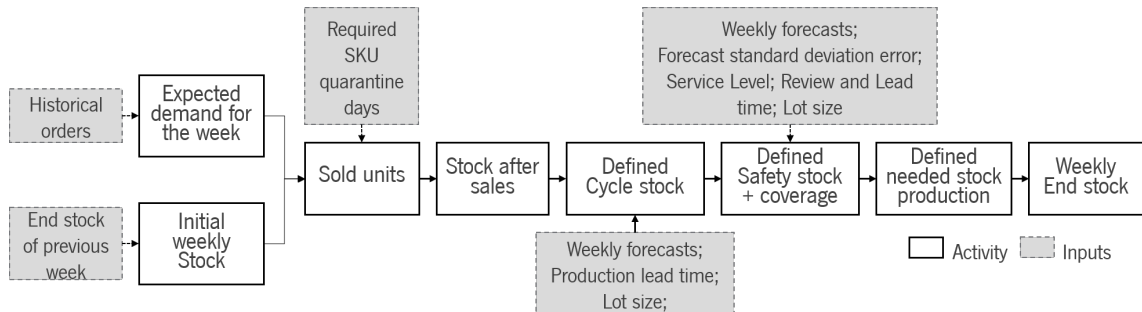 Historical
orders
Expected
demand for
the week
End stock
of previous
week
Initial
weekly
Stock
Required
SKU
quarantine
days
Sold units
Stock after
sales
Defined
Cycle stock
Weekly forecasts;
Production lead time;
Lot size;
Weekly forecasts;
Forecast standard deviation error;
Service Level; Review and Lead
time; Lot size
Defined
Safety stock
+ coverage
Defined
needed stock
production
Weekly
End stock
Activity
Inputs